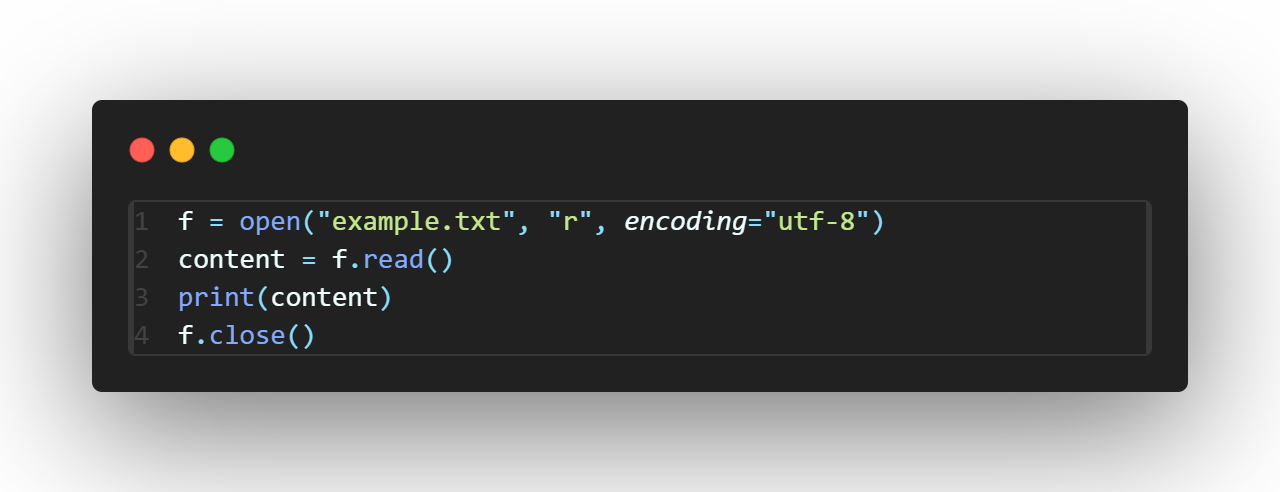 1 f = open("example.txt", "r", encoding="utf-8")
2 content = f.read()
3 print(content)
4 f.close()